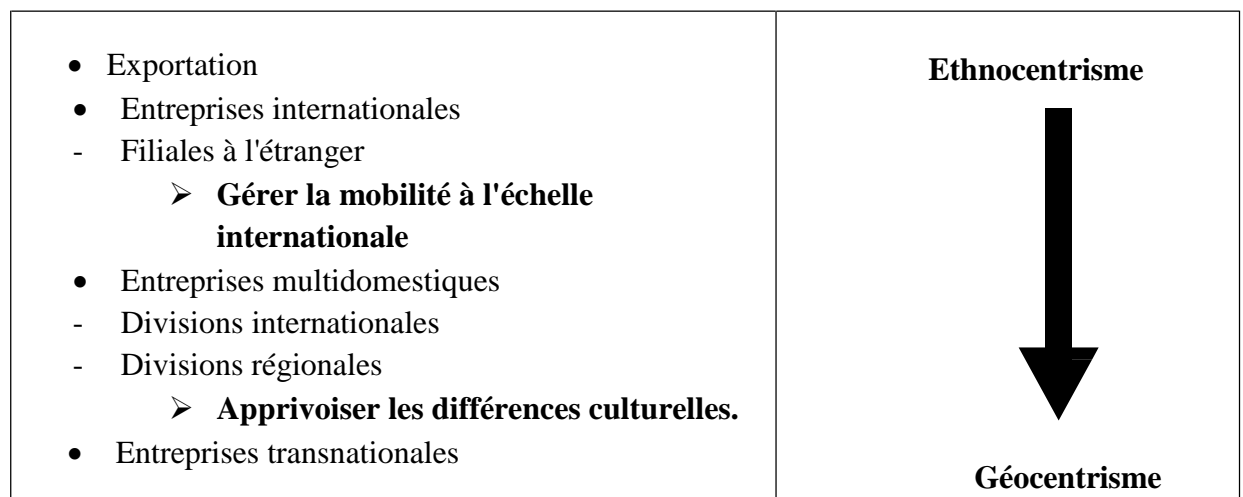 • Exportation
• Entreprises internationales
- Filiales à l'étranger
➢ Gérer la mobilité à l'échelle
internationale
• Entreprises multidomestiques
- Divisions internationales
- Divisions régionales
➢ Apprivoiser les différences culturelles.
• Entreprises transnationales
Ethnocentrisme
Géocentrisme